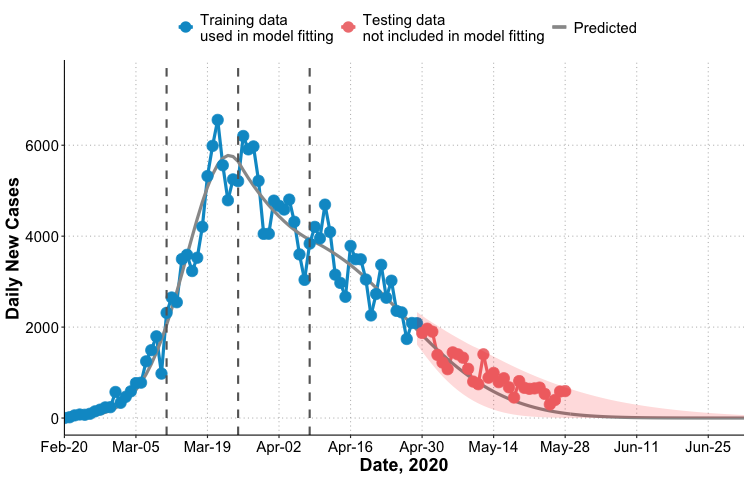 Training data
used in model fitting
Testing data
not included in model fitting
Predicted
Daily New Cases
6000
4000
2000
0
Feb-20 Mar-05 Mar-19 Apr-02 Apr-16 Apr-30 May-14 May-28 Jun-11 Jun-25
Date, 2020